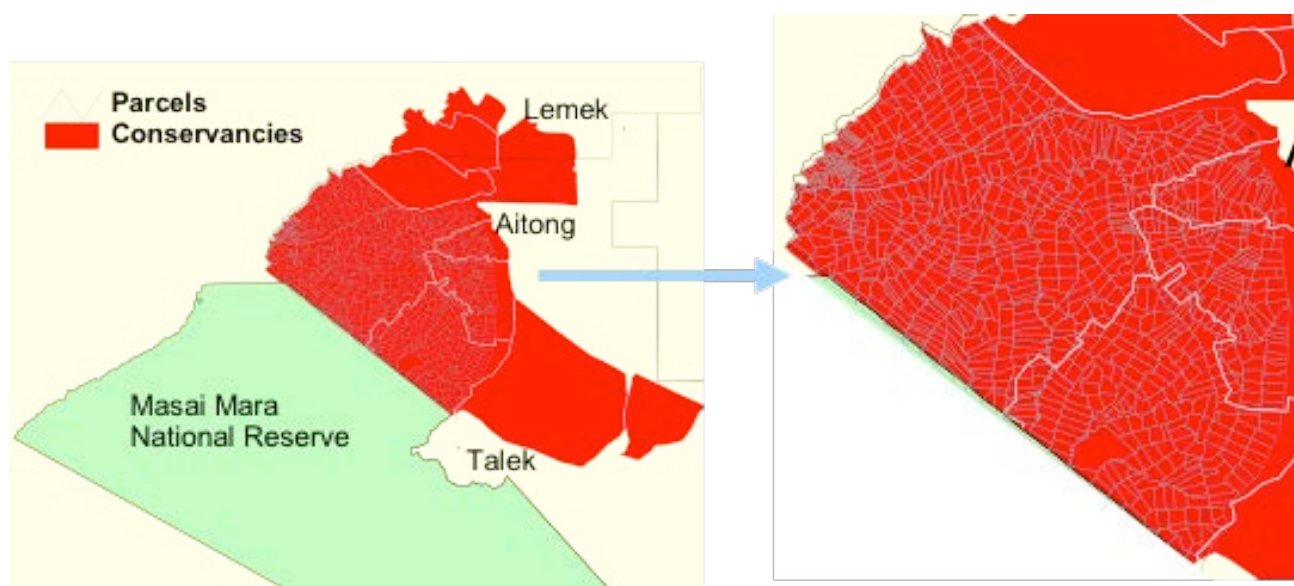 Parcels
Conservancies
Lemek
Aitong
Masai Mara
National Reserve
Talek